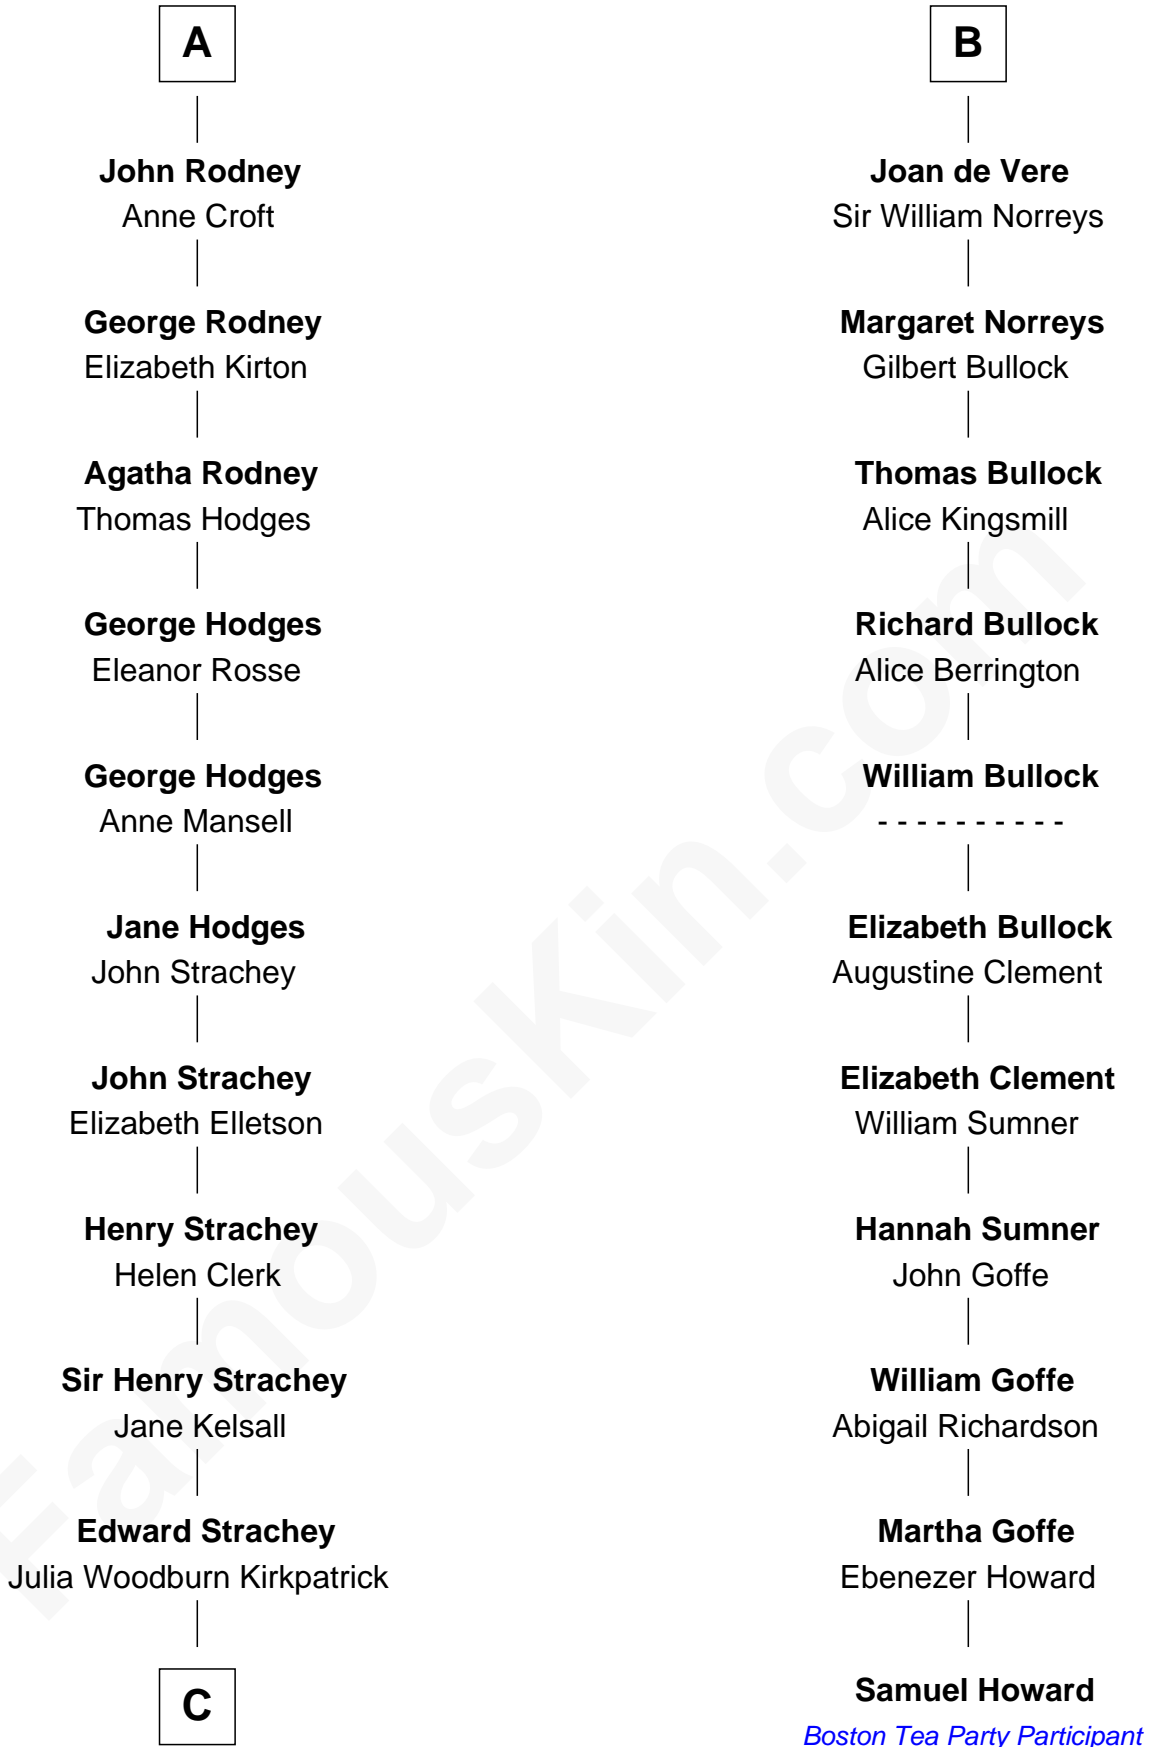 A
John Rodney
Anne Croft
George Rodney
Elizabeth Kirton
Agatha Rodney
Thomas Hodges
George Hodges
Eleanor Rosse
George Hodges
Anne Mansell
Jane Hodges
John Strachey
John Strachey
Elizabeth Elletson
Henry Strachey
Helen Clerk
Sir Henry Strachey
Jane Kelsall
Edward Strachey
Julia Woodburn Kirkpatrick
C
B
Joan de Vere
Sir William Norreys
Margaret Norreys
Gilbert Bullock
Thomas Bullock
Alice Kingsmill
Richard Bullock
Alice Berrington
William Bullock
- - - - - - - - - -
Elizabeth Bullock
Augustine Clement
Elizabeth Clement
William Sumner
Hannah Sumner
John Goffe
William Goffe
Abigail Richardson
Martha Goffe
Ebenezer Howard
Samuel Howard
Boston Tea Party Participant
FamousKin.com